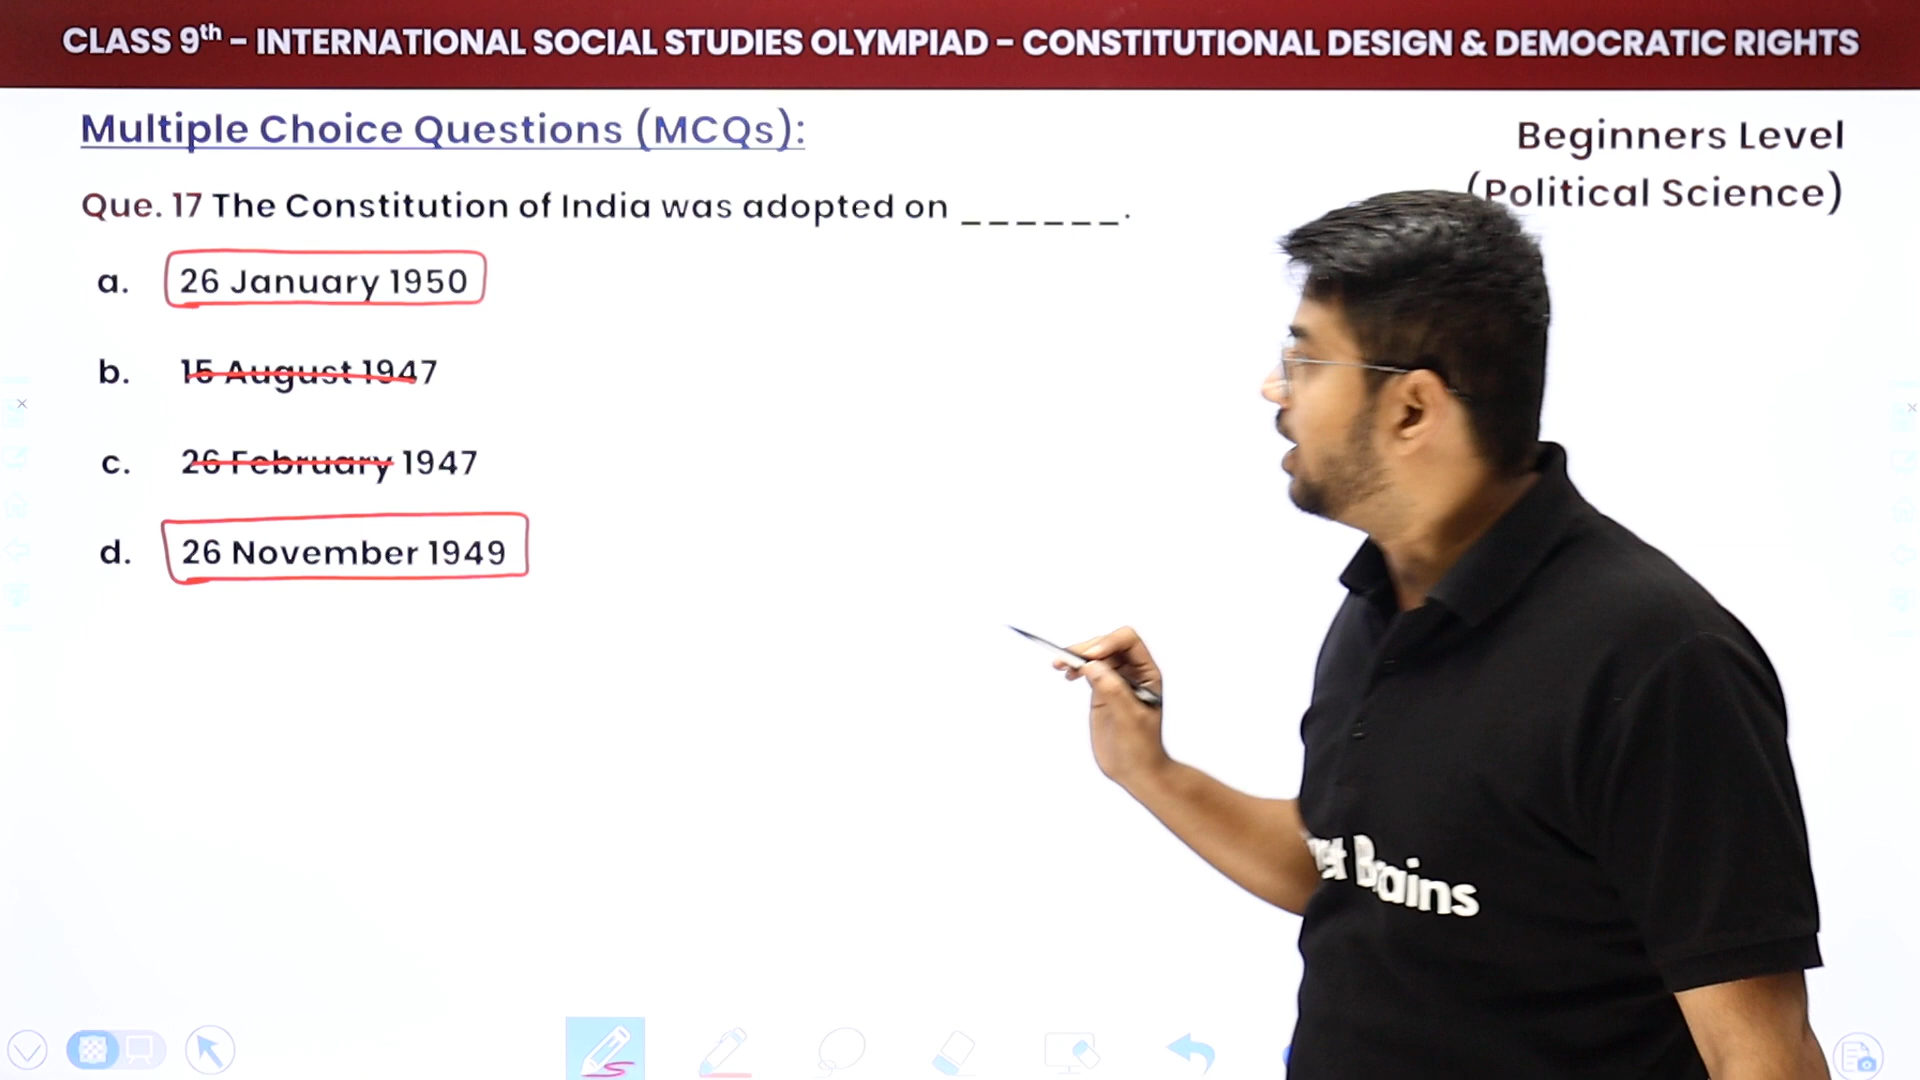 CLASS 9th – INTERNATIONAL SOCIAL STUDIES OLYMPIAD – CONSTITUTIONAL DESIGN & DEMOCRATIC RIGHTS
Multiple Choice Questions (MCQs):
Beginners Level
(Political Science)
Que. 17 The Constitution of India was adopted on ______.
a. 26 January 1950
b. 15 August 1947
c. 26 February 1947
d. 26 November 1949
Brains